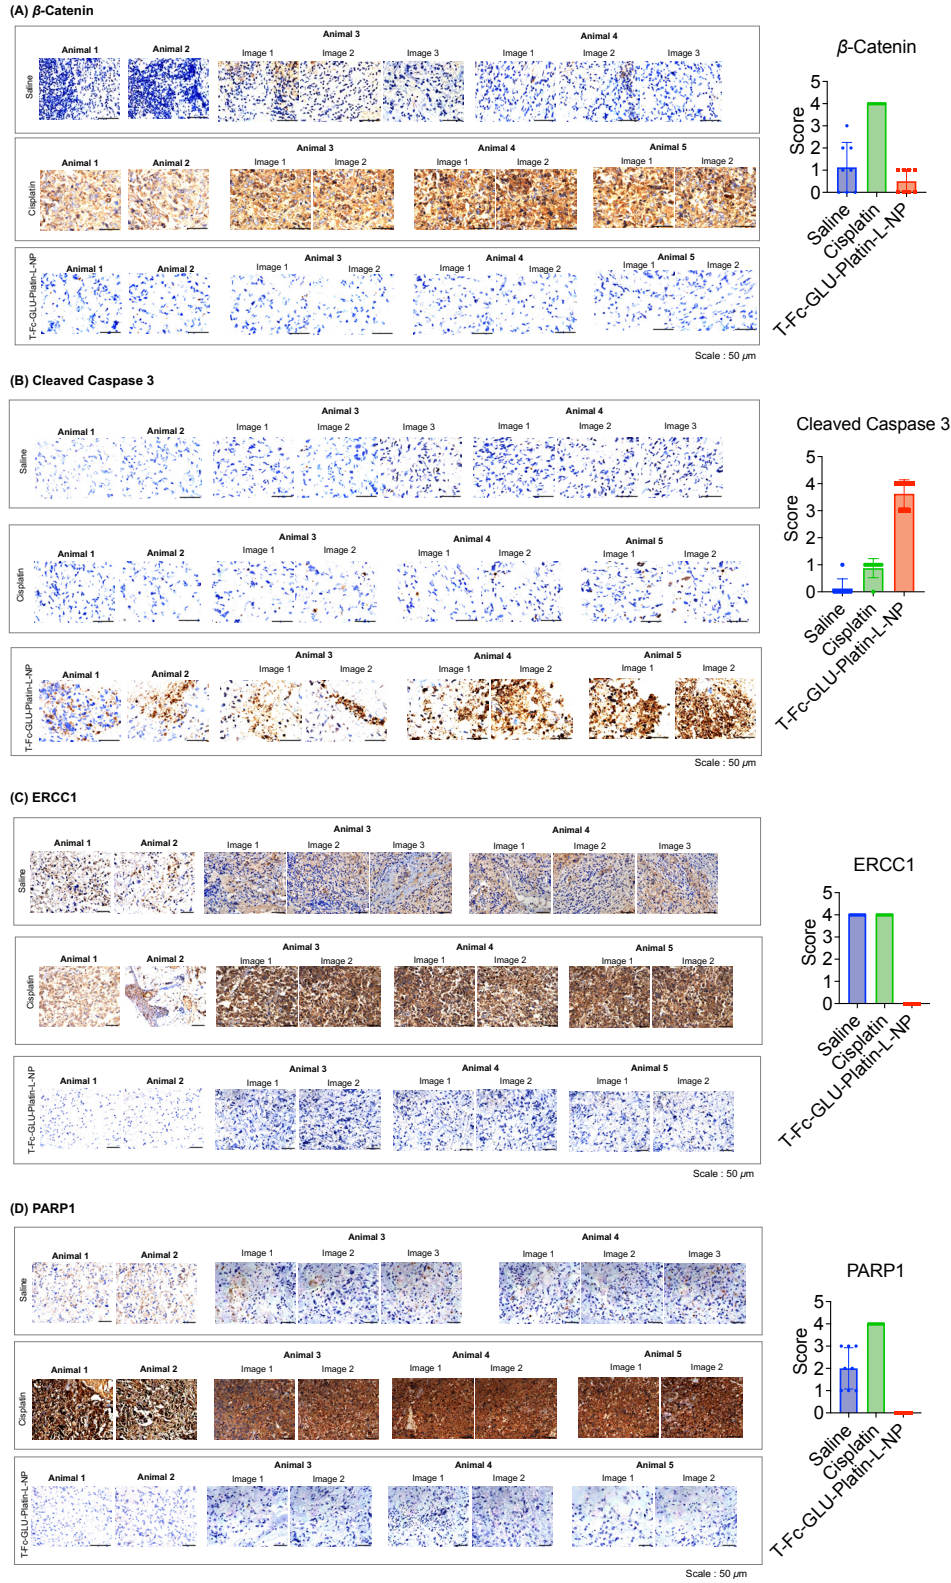 (A) β-Catenin
Animal 3
Animal 4
Animal 1 Animal 2 Image 1 Image 2 Image 3 Image 1 Image 2 Image 3
Saline
Animal 3 Animal 4 Animal 5
Animal 1 Animal 2 Image 1 Image 2 Image 1 Image 2 Image 1 Image 2
Cisplatin
Animal 3 Animal 4 Animal 5
Animal 1 Animal 2 Image 1 Image 2 Image 1 Image 2 Image 1 Image 2
T-Fc-GLU-Platin-L-NP
Scale : 50 µm
β-Catenin
Score
5
4
3
2
1
0
Saline
Cisplatin
T-Fc-GLU-Platin-L-NP
(B) Cleaved Caspase 3
Animal 3 Animal 4
Animal 1 Animal 2 Image 1 Image 2 Image 3 Image 1 Image 2 Image 3
Saline
Animal 3 Animal 4 Animal 5
Animal 1 Animal 2 Image 1 Image 2 Image 1 Image 2 Image 1 Image 2
Cisplatin
Animal 3 Animal 4 Animal 5
Animal 1 Animal 2 Image 1 Image 2 Image 1 Image 2 Image 1 Image 2
T-Fc-GLU-Platin-L-NP
Scale : 50 µm
Cleaved Caspase 3
Score
5
4
3
2
1
0
Saline
Cisplatin
T-Fc-GLU-Platin-L-NP
(C) ERCC1
Animal 3 Animal 4
Animal 1 Animal 2 Image 1 Image 2 Image 3 Image 1 Image 2 Image 3
Saline
Animal 3 Animal 4 Animal 5
Animal 1 Animal 2 Image 1 Image 2 Image 1 Image 2 Image 1 Image 2
Cisplatin
Animal 3 Animal 4 Animal 5
Animal 1 Animal 2 Image 1 Image 2 Image 1 Image 2 Image 1 Image 2
T-Fc-GLU-Platin-L-NP
Scale : 50 µm
ERCC1
Score
5
4
3
2
1
0
Saline
Cisplatin
T-Fc-GLU-Platin-L-NP
(D) PARP1
Animal 3 Animal 4
Animal 1 Animal 2 Image 1 Image 2 Image 3 Image 1 Image 2 Image 3
Saline
Animal 3 Animal 4 Animal 5
Animal 1 Animal 2 Image 1 Image 2 Image 1 Image 2 Image 1 Image 2
Cisplatin
Animal 3 Animal 4 Animal 5
Animal 1 Animal 2 Image 1 Image 2 Image 1 Image 2 Image 1 Image 2
T-Fc-GLU-Platin-L-NP
Scale : 50 µm
PARP1
Score
5
4
3
2
1
0
Saline
Cisplatin
T-Fc-GLU-Platin-L-NP